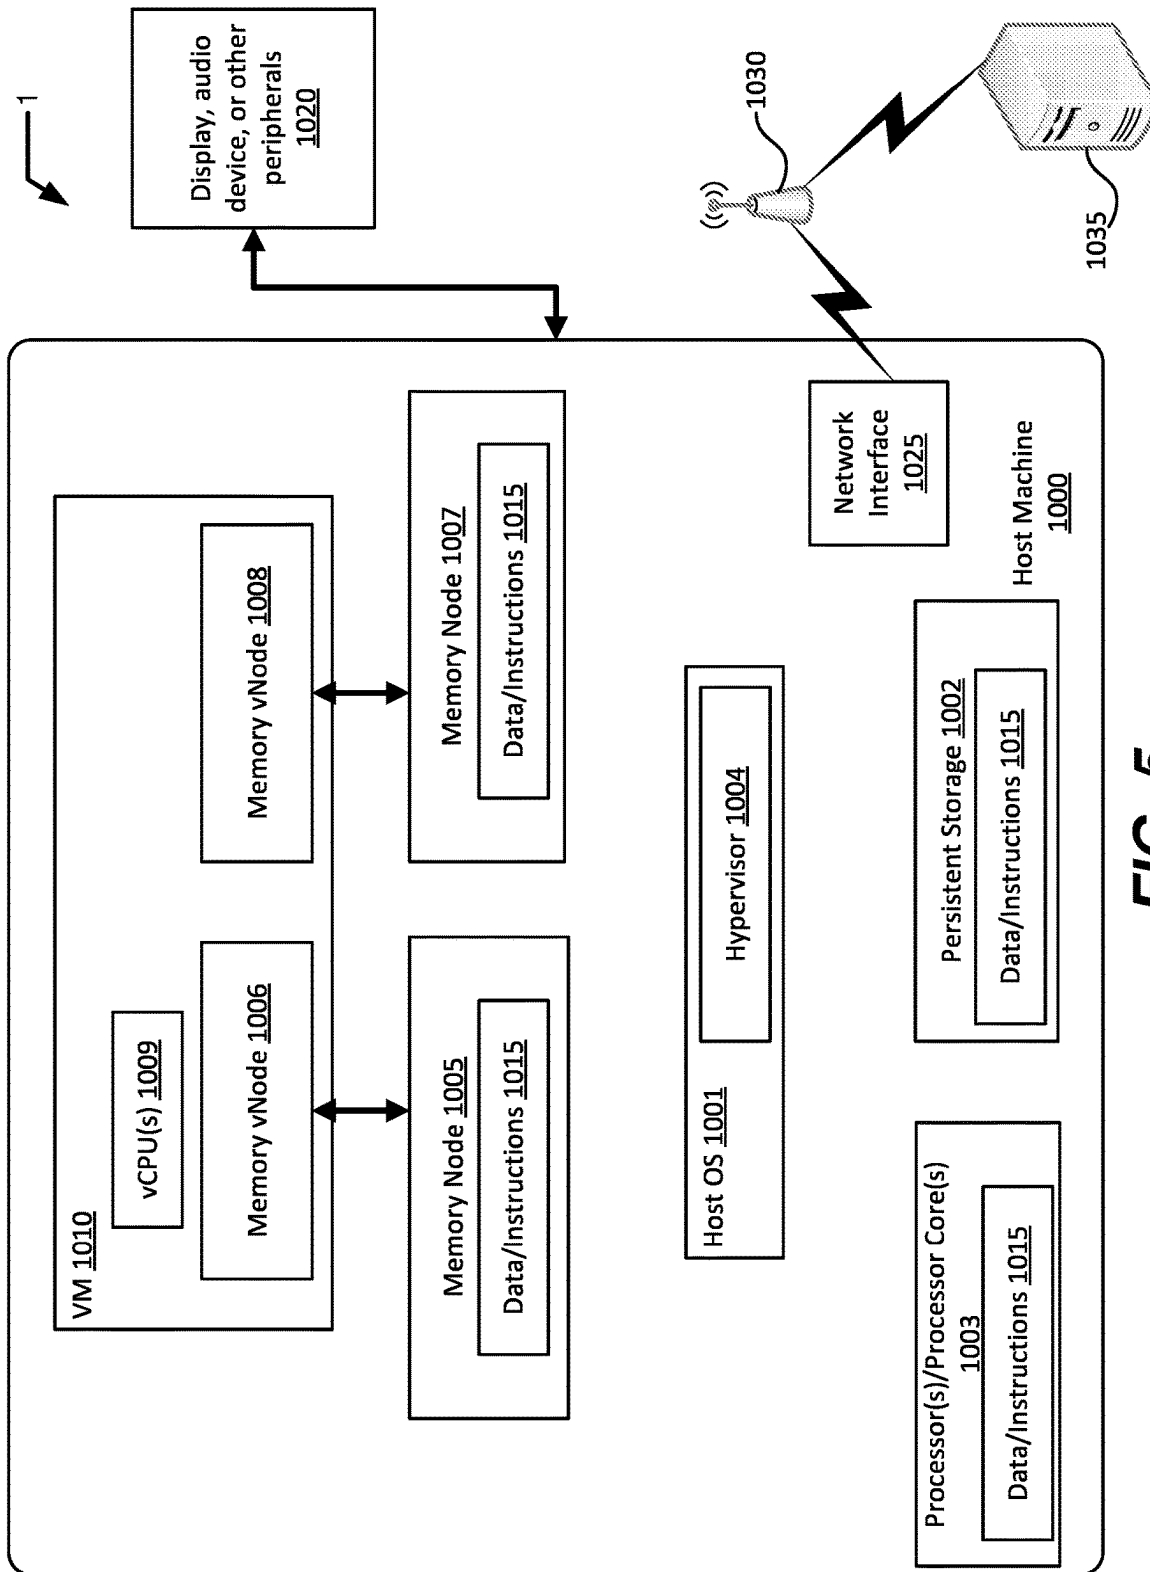 1
Display, audio
device, or other
peripherals
1020
VM 1010
vCPU(s) 1009
Memory vNode 1006
Memory vNode 1008
Memory Node 1005
Data/Instructions 1015
Memory Node 1007
Data/Instructions 1015
Host OS 1001
Hypervisor 1004
Network
Interface
1025
1030
1035
Processor(s)/Processor Core(s)
1003
Data/Instructions 1015
Persistent Storage 1002
Data/Instructions 1015
Host Machine
1000
FIG. 5